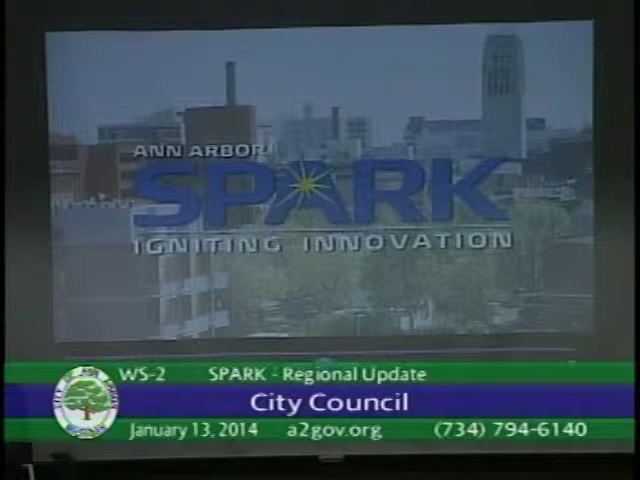 ANN ARBOR
SPARK
IGNITING INNOVATION
WS-2 SPARK - Regional Update
City Council
January 13, 2014 a2gov.org (734) 794-6140